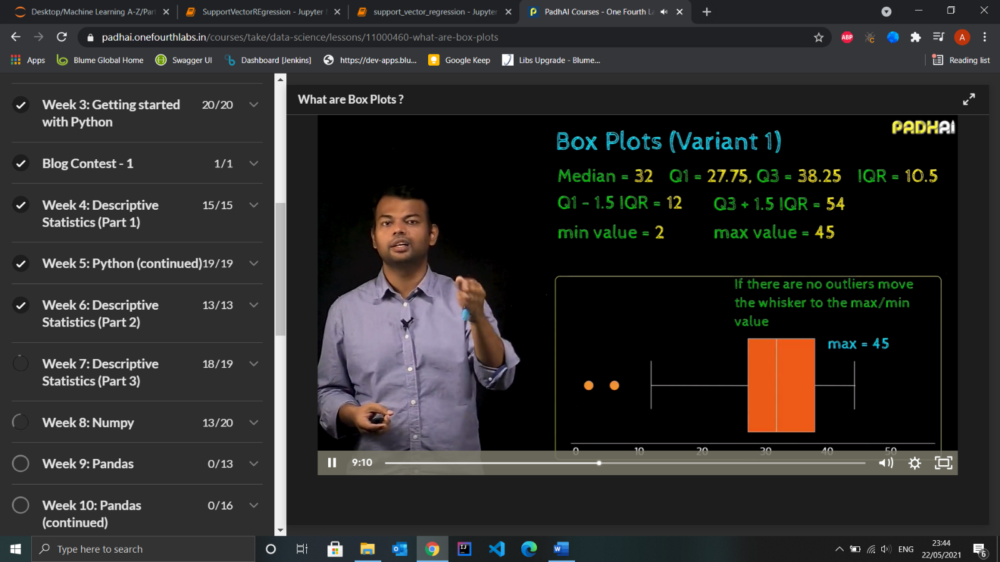 Desktop/Machine Learning A-Z/Part
SupportVectorREgression - Jupyter
support_vector_regression - Jupyter
PadhAI Courses - One Fourth La
padhai.onefourthlabs.in/courses/take/data-science/lessons/11000460-what-are-box-plots
ABP
C
A
Apps
Blume Global Home
Swagger UI
Dashboard [Jenkins]
https://dev-apps.blu...
Google Keep
Libs Upgrade - Blume...
Reading list
Week 3: Getting started 20/20
with Python
Blog Contest - 1 1/1
Week 4: Descriptive 15/15
Statistics (Part 1)
Week 5: Python (continued) 19/19
Week 6: Descriptive 13/13
Statistics (Part 2)
Week 7: Descriptive 18/19
Statistics (Part 3)
Week 8: Numpy 13/20
Week 9: Pandas 0/13
Week 10: Pandas 0/16
(continued)
What are Box Plots ?
PADHAI
Box Plots (Variant 1)
Median = 32 Q1 = 27.75, Q3 = 38.25 IQR = 10.5
Q1 - 1.5 IQR = 12 Q3 + 1.5 IQR = 54
min value = 2 max value = 45
If there are no outliers move
the whisker to the max/min
value
max = 45
0 10 20 30 40 50
9:10
Type here to search
ENG
23:44
22/05/2021
6